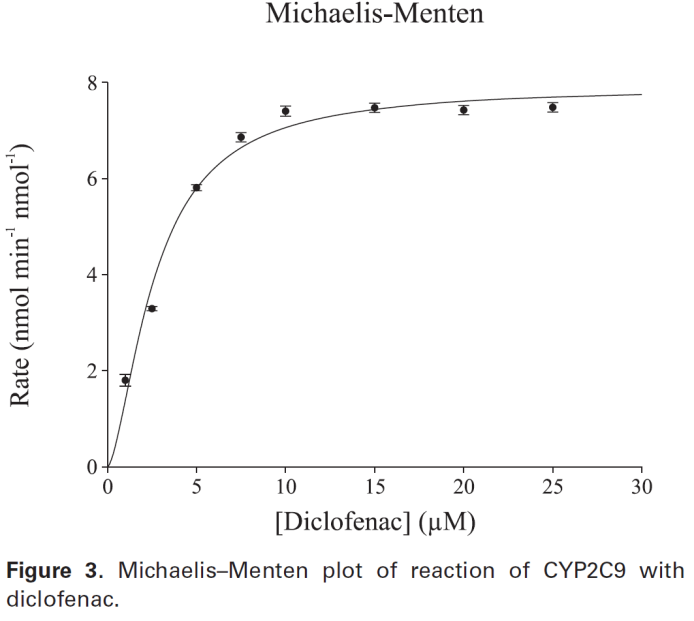 Michaelis-Menten
8
6
4
2
0
Rate (nmol min⁻¹ nmol⁻¹)
0 5 10 15 20 25 30
[Diclofenac] (μM)
Figure 3. Michaelis–Menten plot of reaction of CYP2C9 with
diclofenac.